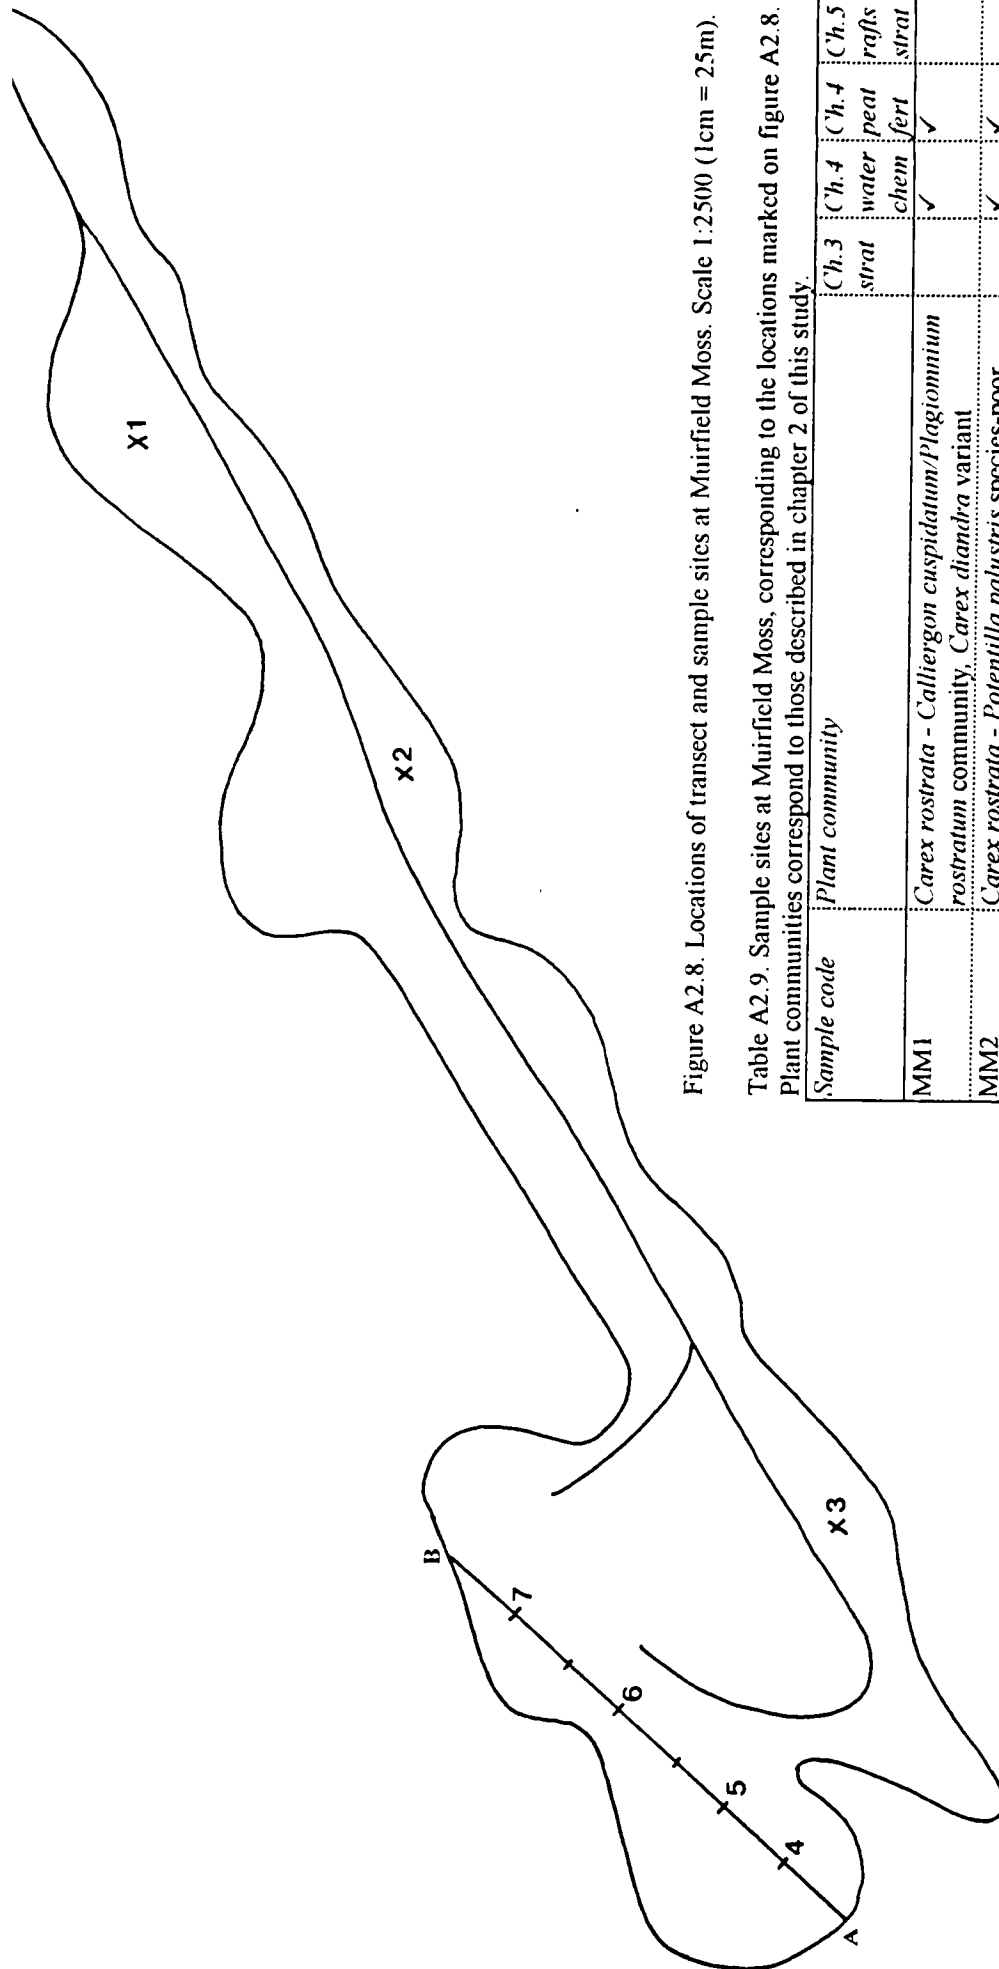 X1
X2
X3
B
7
6
5
4
A
Figure A2.8. Locations of transect and sample sites at Muirfield Moss. Scale 1:2500 (1cm = 25m).
Table A2.9. Sample sites at Muirfield Moss, corresponding to the locations marked on figure A2.8.
Plant communities correspond to those described in chapter 2 of this study.
Sample code Plant community Ch.3 strat Ch.4 water chem Ch.4 peat fert Ch.5 rafts strat
MM1 Carex rostrata - Calliergon cuspidatum/Plagiomnium ✓ ✓
rostratum community, Carex diandra variant
MM2 Carex rostrata - Potentilla palustris species-poor ✓ ✓